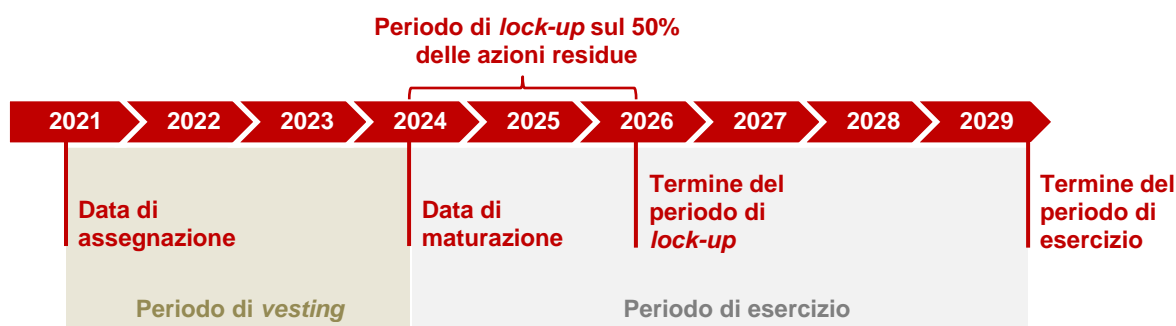 Periodo di lock-up sul 50%
delle azioni residue
2021 2022 2023 2024 2025 2026 2027 2028 2029
Data di
assegnazione
Data di
maturazione
Termine del
periodo di
lock-up
Termine del
periodo di
esercizio
Periodo di vesting
Periodo di esercizio